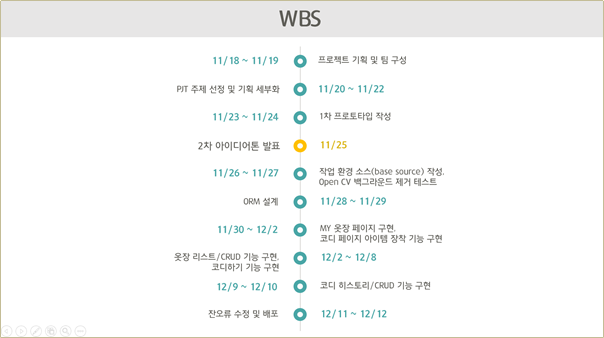 WBS
11/18 ~ 11/19
프로젝트 기획 및 팀 구성
PJT 주제 선정 및 기획 세부화
11/20 ~ 11/22
11/23 ~ 11/24
1차 프로토타입 작성
2차 아이디어톤 발표
11/25
11/26 ~ 11/27
작업 환경 소스(base source) 작성,
Open CV 백그라운드 제거 테스트
ORM 설계
11/28 ~ 11/29
11/30 ~ 12/2
MY 옷장 페이지 구현,
코디 페이지 아이템 장착 기능 구현
옷장 리스트/CRUD 기능 구현,
코디하기 기능 구현
12/2 ~ 12/8
12/9 ~ 12/10
코디 히스토리/CRUD 기능 구현
잔오류 수정 및 배포
12/11 ~ 12/12